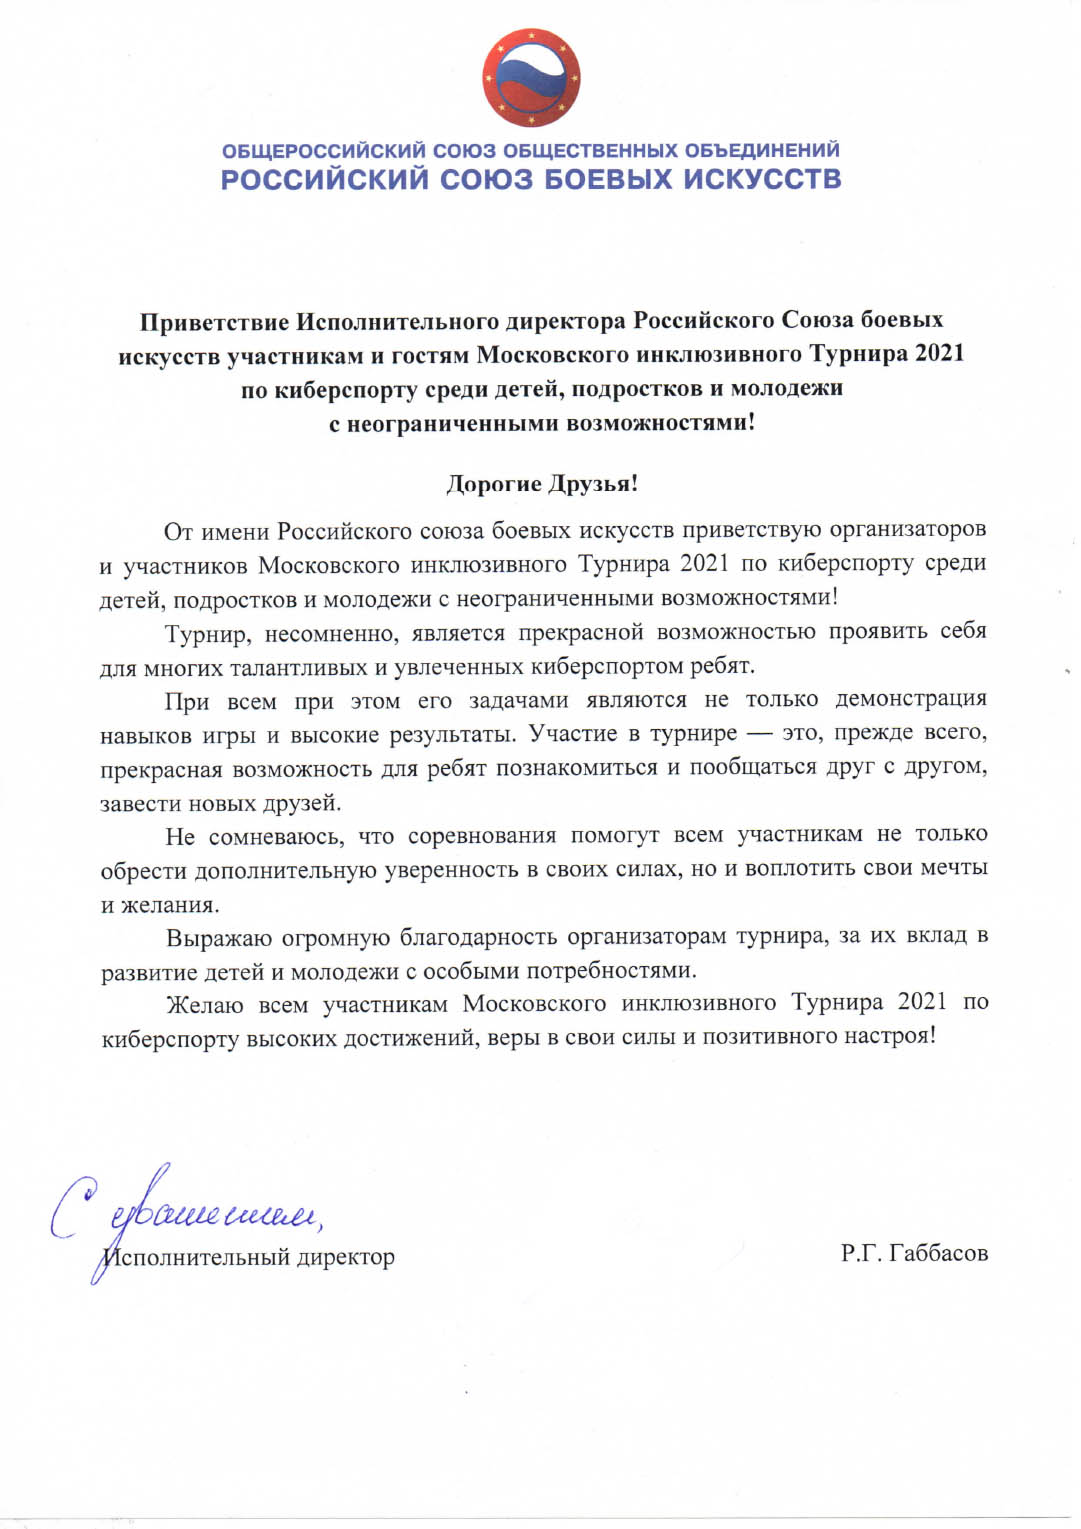 ОБЩЕРОССИЙСКИЙ СОЮЗ ОБЩЕСТВЕННЫХ ОБЪЕДИНЕНИЙ
РОССИЙСКИЙ СОЮЗ БОЕВЫХ ИСКУССТВ
Приветствие Исполнительного директора Российского Союза боевых
искусств участникам и гостям Московского инклюзивного Турнира 2021
по киберспорту среди детей, подростков и молодежи
с неограниченными возможностями!
Дорогие Друзья!
От имени Российского союза боевых искусств приветствую организаторов
и участников Московского инклюзивного Турнира 2021 по киберспорту среди
детей, подростков и молодежи с неограниченными возможностями!
Турнир, несомненно, является прекрасной возможностью проявить себя
для многих талантливых и увлеченных киберспортом ребят.
При всем при этом его задачами являются не только демонстрация
навыков игры и высокие результаты. Участие в турнире — это, прежде всего,
прекрасная возможность для ребят познакомиться и пообщаться друг с другом,
завести новых друзей.
Не сомневаюсь, что соревнования помогут всем участникам не только
обрести дополнительную уверенность в своих силах, но и воплотить свои мечты
и желания.
Выражаю огромную благодарность организаторам турнира, за их вклад в
развитие детей и молодежи с особыми потребностями.
Желаю всем участникам Московского инклюзивного Турнира 2021 по
киберспорту высоких достижений, веры в свои силы и позитивного настроя!
С уважением,
Исполнительный директор
Р.Г. Габбасов